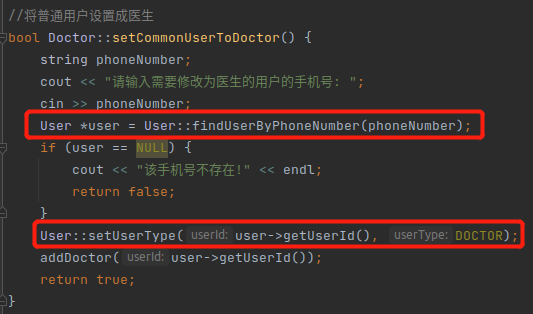 //将普通用户设置成医生
bool Doctor::setCommonUserToDoctor() {
string phoneNumber;
cout << "请输入需要修改为医生的用户的手机号: ";
cin >> phoneNumber;
User *user = User::findUserByPhoneNumber(phoneNumber);
if (user == NULL) {
cout << "该手机号不存在!" << endl;
return false;
}
User::setUserType( userId: user->getUserId(), userType: DOCTOR);
addDoctor( userId: user->getUserId());
return true;
}